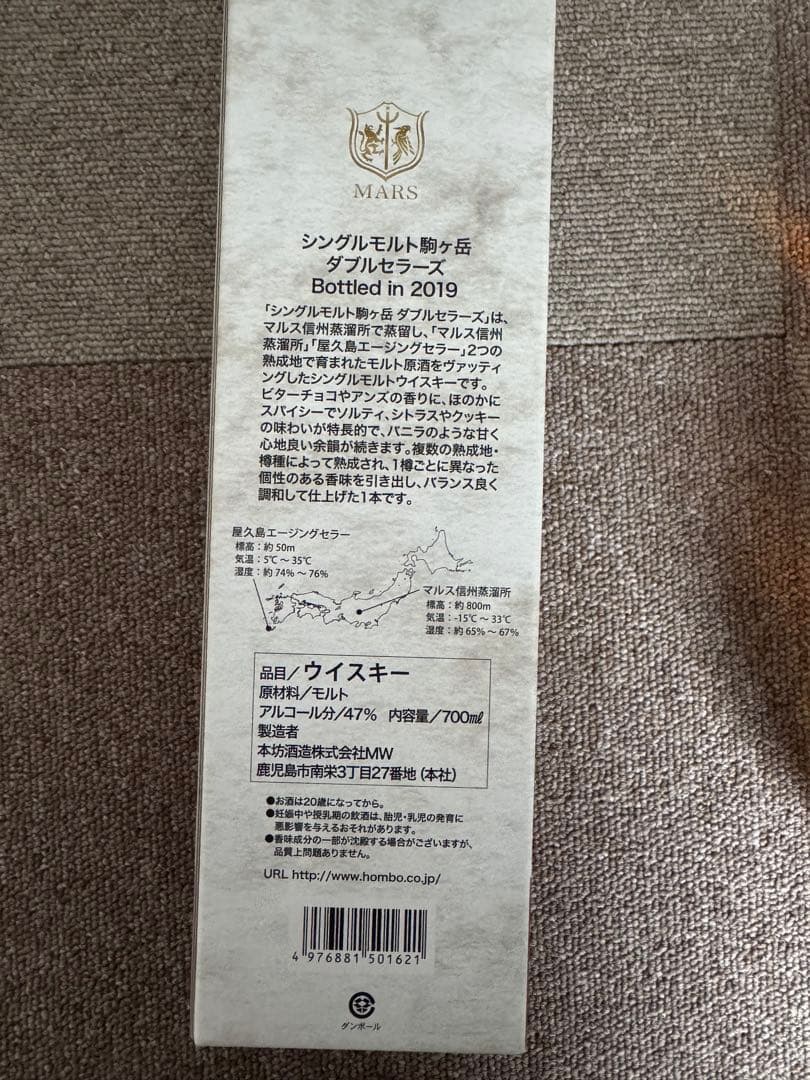 MARS
シングルモルト駒ヶ岳
ダブルセラーズ
Bottled in 2019
「シングルモルト駒ヶ岳 ダブルセラーズ」は、
マルス信州蒸溜所で蒸留し、「マルス信州
蒸溜所」「屋久島エージングセラー」2つの
熟成地で育まれたモルト原酒をヴァッティ
ングしたシングルモルトウイスキーです。
ビターチョコやアンズの香りに、ほのかに
スパイシーでソルティ、シトラスやクッキー
の味わいが特長的で、バニラのような甘く
心地良い余韻が続きます。複数の熟成地・
樽種によって熟成され、1樽ごとに異なった
個性のある香味を引き出し、バランス良く
調和して仕上げた1本です。
屋久島エージングセラー
標高：約50m
気温：5℃～35℃
湿度：約74%～76%
マルス信州蒸溜所
標高：約800m
気温：-15℃～33℃
湿度：約65%～67%
品目／ウイスキー
原材料／モルト
アルコール分／47% 内容量／700㎖
製造者
本坊酒造株式会社MW
鹿児島市南栄3丁目27番地（本社）
●お酒は20歳になってから。
●妊娠中や授乳期の飲酒は、胎児・乳児の発育に
悪影響を与えるおそれがあります。
●香味成分の一部が沈殿する場合がございますが、
品質上問題ありません。
URL http://www.hombo.co.jp/
4 976881 501621
ダンボール